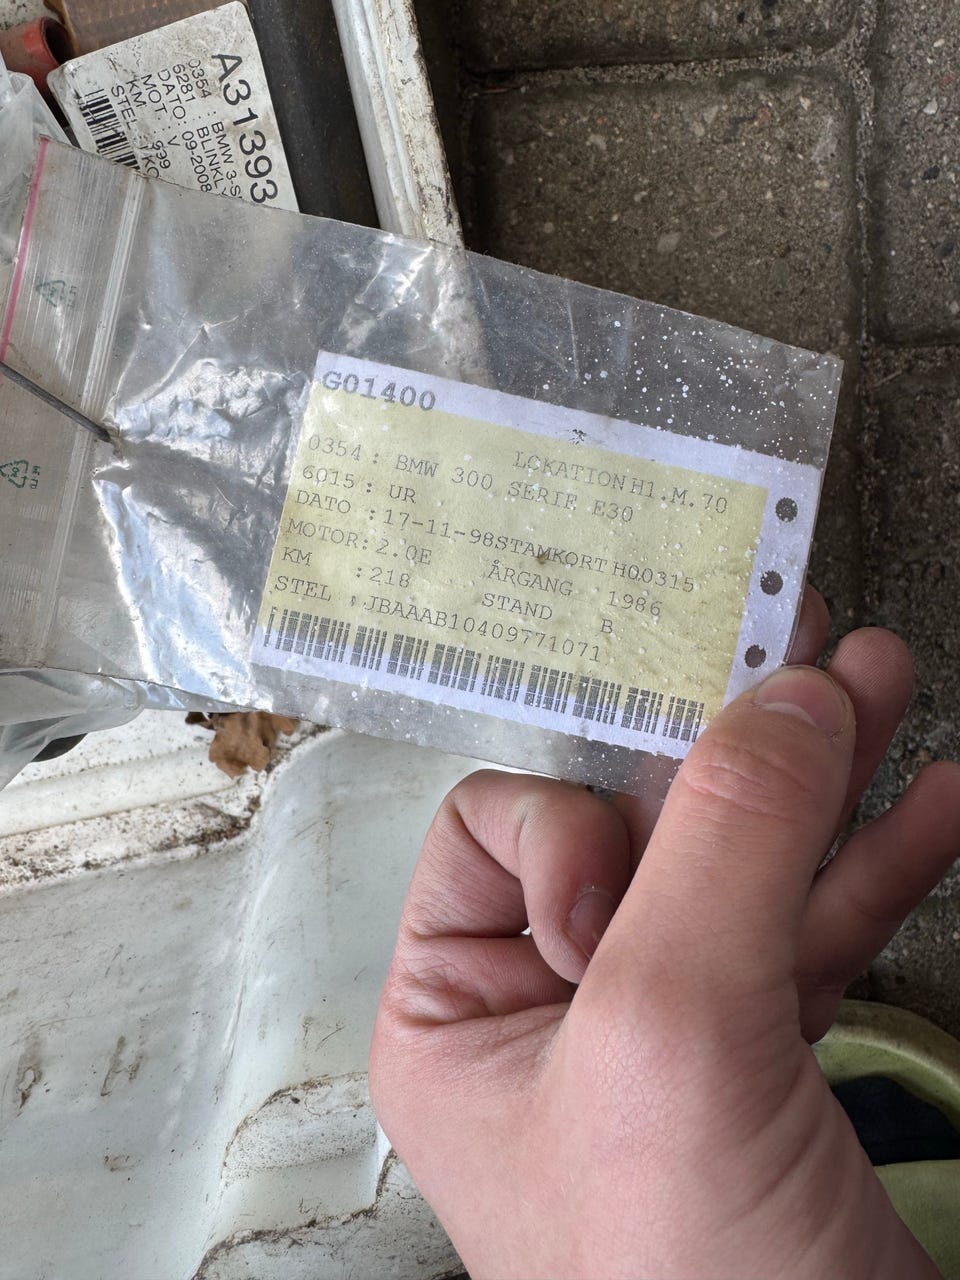 A31393
0354 : BMW 3-S
6281 : BLINKL
DATO : 09-2008
MOT. : V
KM : 999
STEL :
G01400
LOKATION H1.M.70
0354 : BMW 300 SERIE E30
6015 : UR
DATO : 17-11-98 STAMKORT H00315
MOTOR: 2.0E ÅRGANG 1986
KM : 218 STAND B
STEL : JBAAAB10409771071